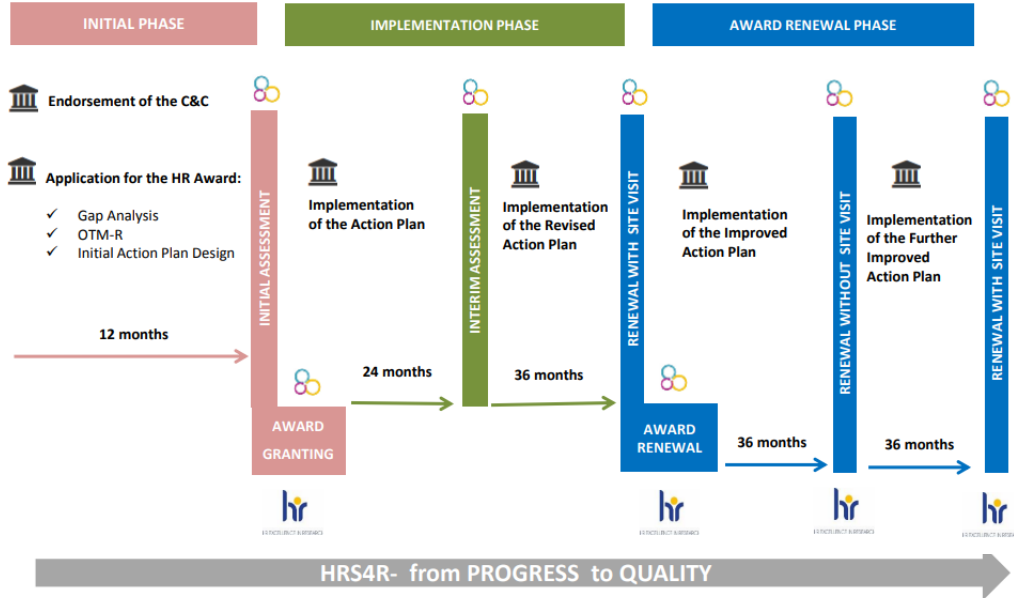 INITIAL PHASE
IMPLEMENTATION PHASE
AWARD RENEWAL PHASE
Endorsement of the C&C
Application for the HR Award:
✓ Gap Analysis
✓ OTM-R
✓ Initial Action Plan Design
12 months
INITIAL ASSESSMENT
AWARD
GRANTING
hr
Implementation
of the Action Plan
24 months
INTERIM ASSESSMENT
Implementation
of the Revised
Action Plan
36 months
RENEWAL WITH SITE VISIT
AWARD
RENEWAL
hr
Implementation
of the Improved
Action Plan
36 months
RENEWAL WITHOUT SITE VISIT
hr
Implementation
of the Further
Improved
Action Plan
36 months
RENEWAL WITH SITE VISIT
hr
HRS4R- from PROGRESS to QUALITY